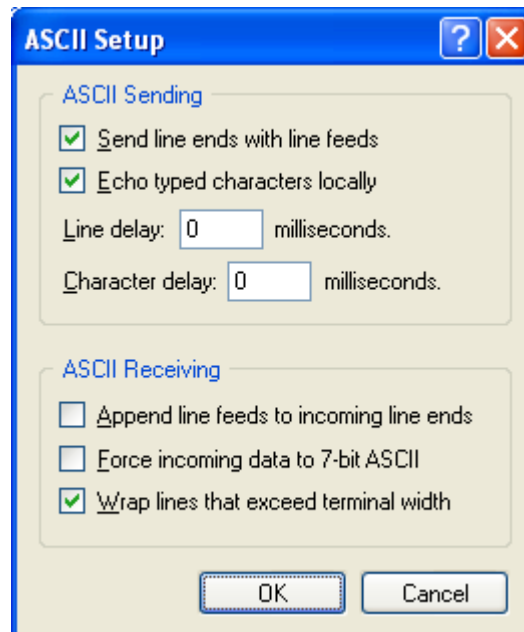 ASCII Setup
ASCII Sending
Send line ends with line feeds
Echo typed characters locally
Line delay: 0 milliseconds.
Character delay: 0 milliseconds.
ASCII Receiving
Append line feeds to incoming line ends
Force incoming data to 7-bit ASCII
Wrap lines that exceed terminal width
OK Cancel